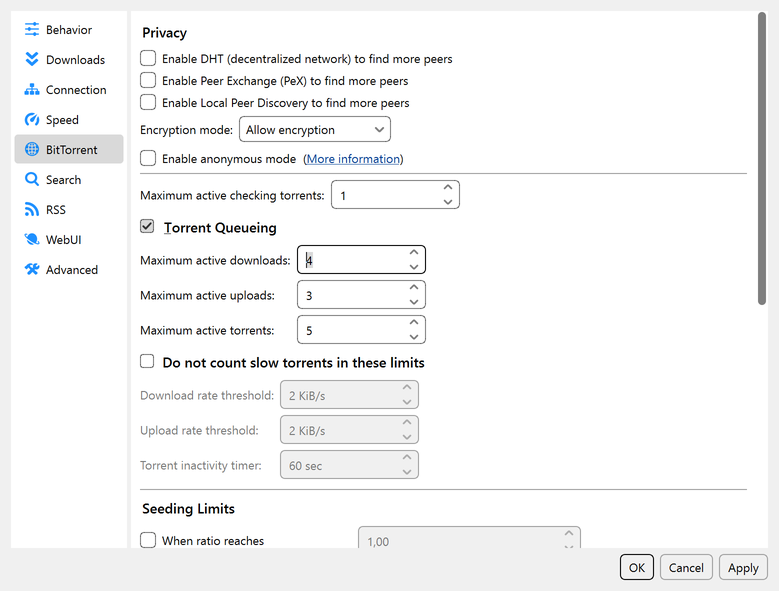 Behavior
Downloads
Connection
Speed
BitTorrent
Search
RSS
WebUI
Advanced
Privacy
Enable DHT (decentralized network) to find more peers
Enable Peer Exchange (PeX) to find more peers
Enable Local Peer Discovery to find more peers
Encryption mode: Allow encryption
Enable anonymous mode (More information)
Maximum active checking torrents: 1
Torrent Queueing
Maximum active downloads: 4
Maximum active uploads: 3
Maximum active torrents: 5
Do not count slow torrents in these limits
Download rate threshold: 2 KiB/s
Upload rate threshold: 2 KiB/s
Torrent inactivity timer: 60 sec
Seeding Limits
When ratio reaches 1,00
OK Cancel Apply